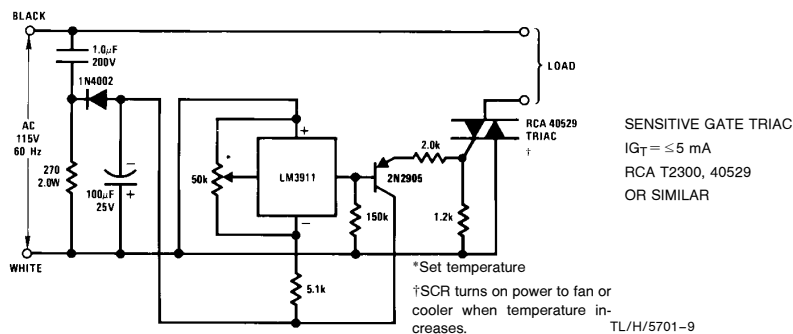 BLACK
1.0μF
200V
1N4002
AC
115V
60 Hz
270
2.0W
100μF
25V
−
+
WHITE
*
50k
+
LM3911
−
5.1k
150k
2N2905
2.0k
1.2k
LOAD
RCA 40529
TRIAC
†
SENSITIVE GATE TRIAC
IGT = ≤5 mA
RCA T2300, 40529
OR SIMILAR
*Set temperature
†SCR turns on power to fan or
cooler when temperature in-
creases.
TL/H/5701–9